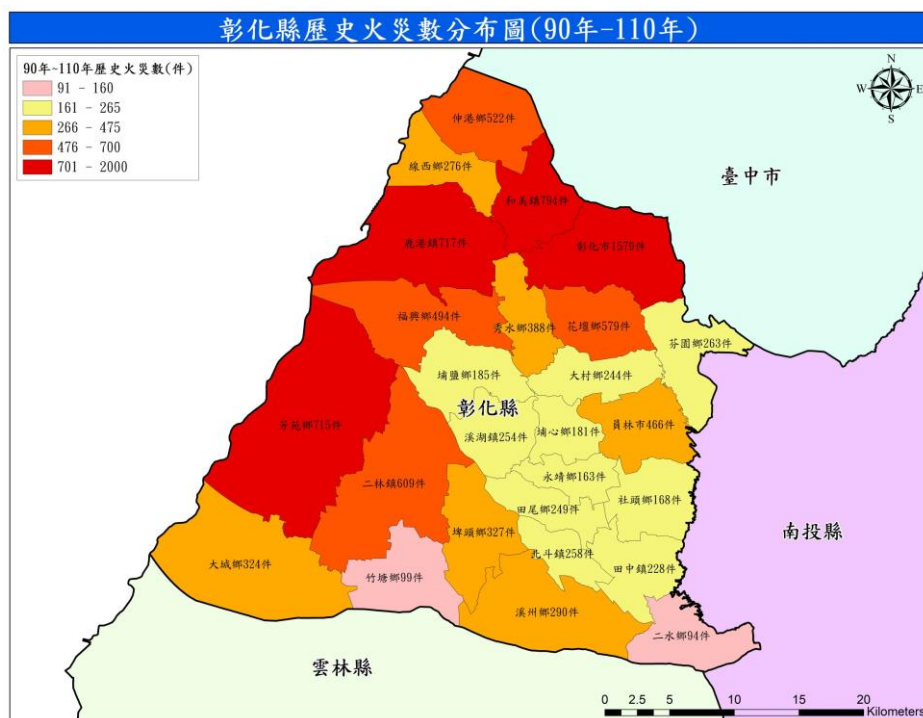 彰化縣歷史火災數分布圖(90年-110年)
90年~110年歷史火災數(件)
91 - 160
161 - 265
266 - 475
476 - 700
701 - 2000
N
W
E
S
伸港鄉522件
線西鄉276件
和美鎮794件
臺中市
鹿港鎮717件
彰化市1579件
福興鄉494件
秀水鄉388件
花壇鄉579件
芬園鄉263件
埔鹽鄉185件
大村鄉244件
彰化縣
芳苑鄉715件
溪湖鎮254件
埔心鄉181件
員林市466件
二林鎮609件
永靖鄉163件
社頭鄉168件
田尾鄉249件
埤頭鄉327件
南投縣
北斗鎮258件
田中鎮228件
大城鄉324件
竹塘鄉99件
溪州鄉290件
二水鄉94件
雲林縣
0 2.5 5 10 15 20
Kilometers